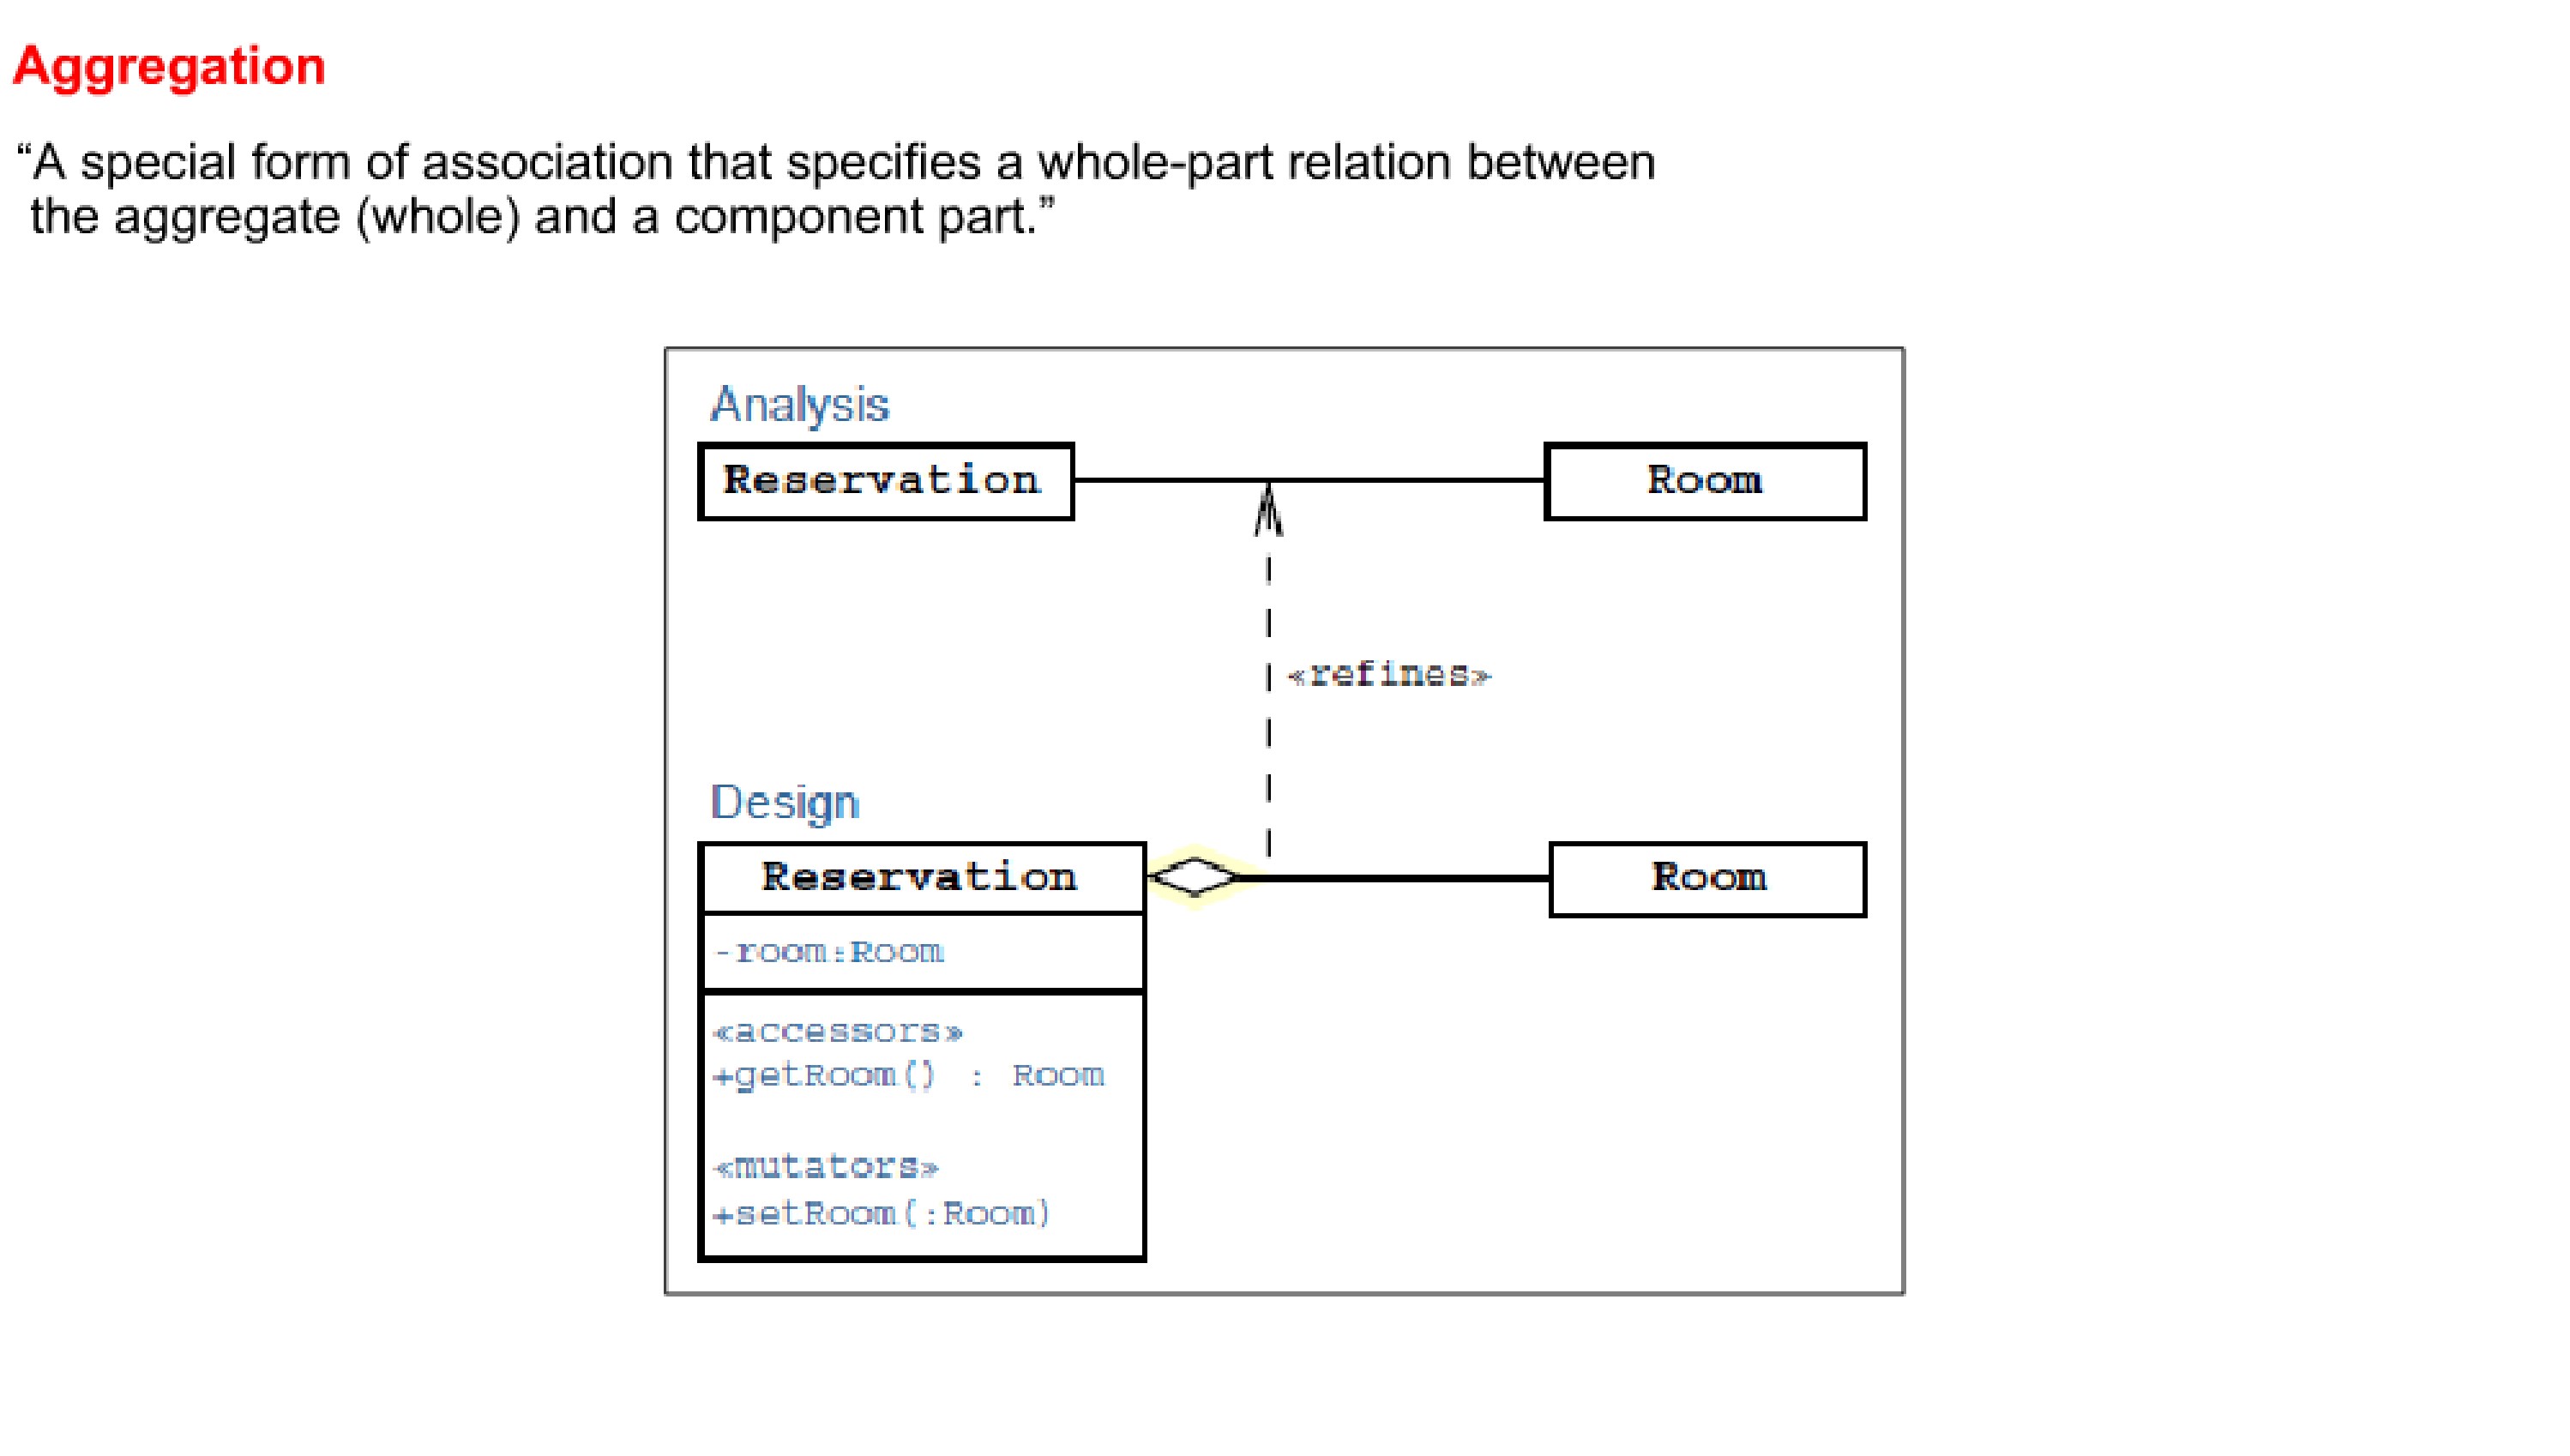 Aggregation
“A special form of association that specifies a whole-part relation between
the aggregate (whole) and a component part.”
Analysis
Reservation
Room
«refines»
Design
Reservation
Room
-room:Room
«accessors»
+getRoom() : Room
«mutators»
+setRoom(:Room)